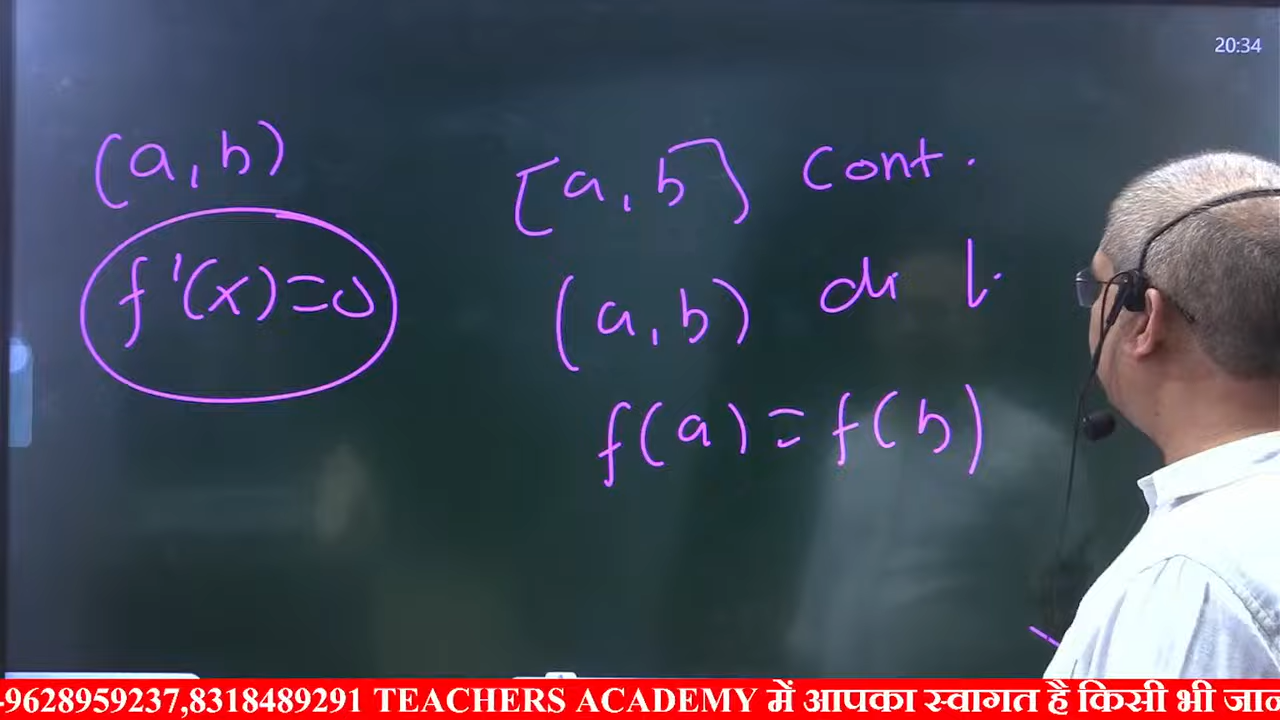 20:34
(a, b)
f'(x)=0
[a, b] cont.
(a, b)
f(a) = f(b)
-9628959237,8318489291 TEACHERS ACADEMY में आपका स्वागत है किसी भी जान